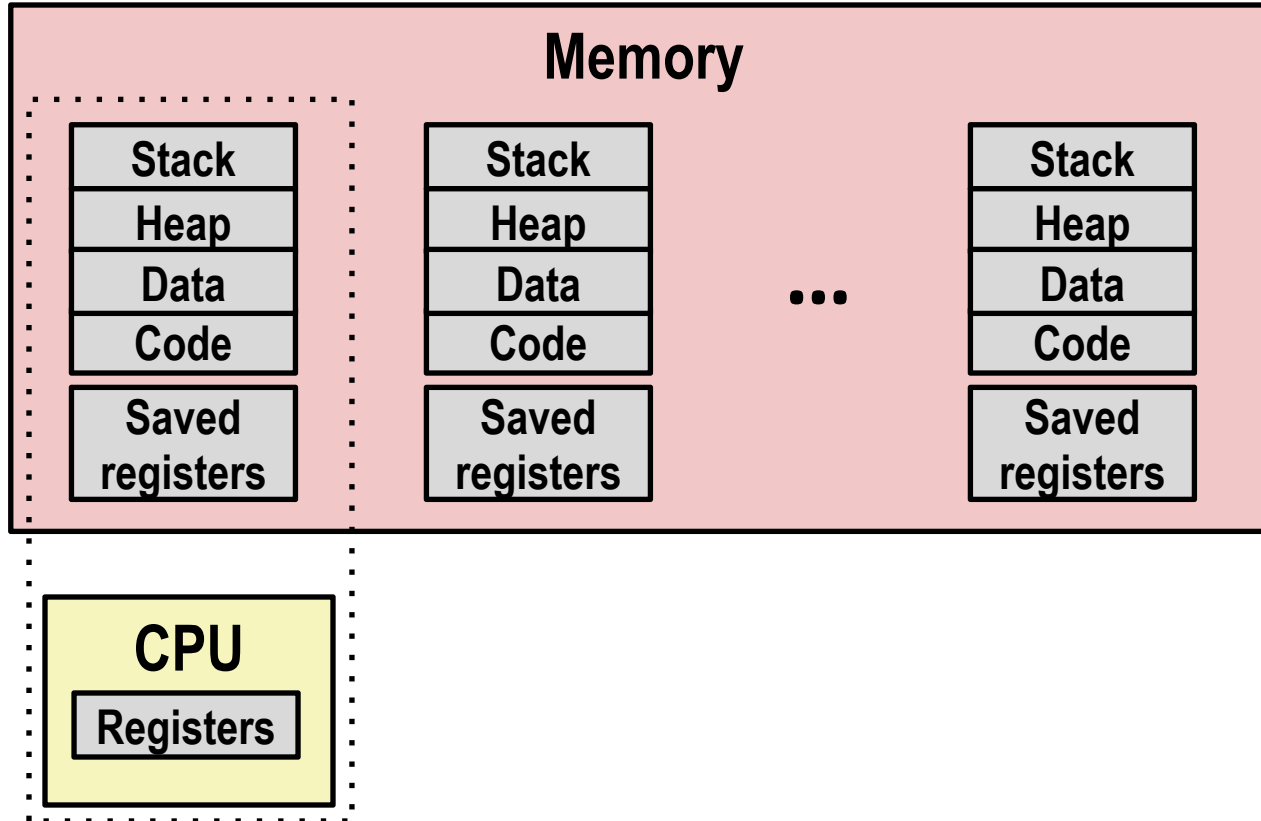 Memory
Stack
Heap
Data
Code
Saved
registers
Stack
Heap
Data
Code
Saved
registers
...
Stack
Heap
Data
Code
Saved
registers
CPU
Registers